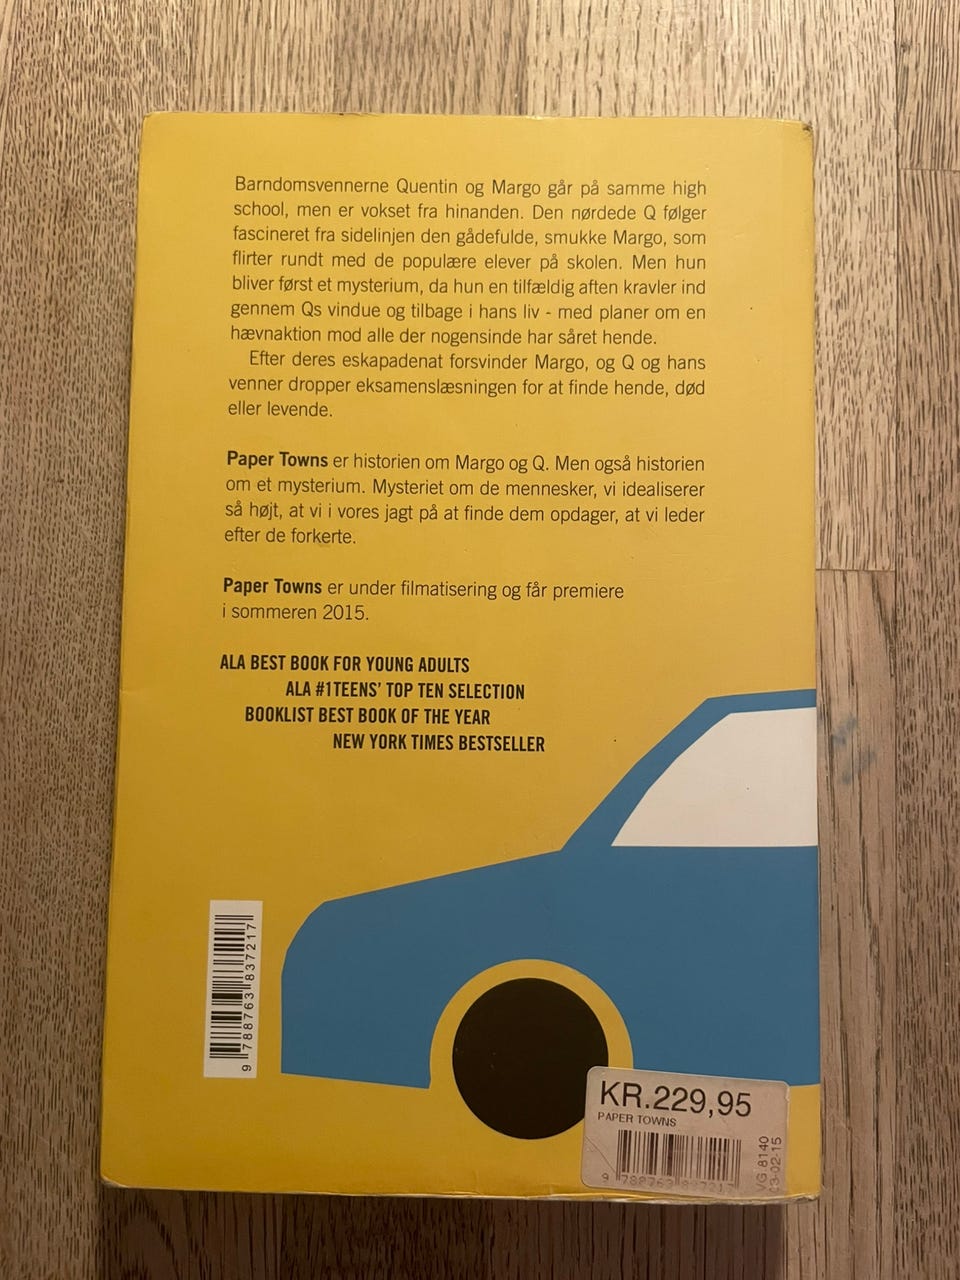 Barndomsvennerne Quentin og Margo går på samme high
school, men er vokset fra hinanden. Den nørdede Q følger
fascineret fra sidelinjen den gådefulde, smukke Margo, som
flirter rundt med de populære elever på skolen. Men hun
bliver først et mysterium, da hun en tilfældig aften kravler ind
gennem Qs vindue og tilbage i hans liv - med planer om en
hævnaktion mod alle der nogensinde har såret hende.
Efter deres eskapadenat forsvinder Margo, og Q og hans
venner dropper eksamenslæsningen for at finde hende, død
eller levende.
Paper Towns er historien om Margo og Q. Men også historien
om et mysterium. Mysteriet om de mennesker, vi idealiserer
så højt, at vi i vores jagt på at finde dem opdager, at vi leder
efter de forkerte.
Paper Towns er under filmatisering og får premiere
i sommeren 2015.
ALA BEST BOOK FOR YOUNG ADULTS
ALA #1TEENS' TOP TEN SELECTION
BOOKLIST BEST BOOK OF THE YEAR
NEW YORK TIMES BESTSELLER
9 788763 837217
KR.229,95
PAPER TOWNS
9 788763 837217
VG 8140
03-02-15